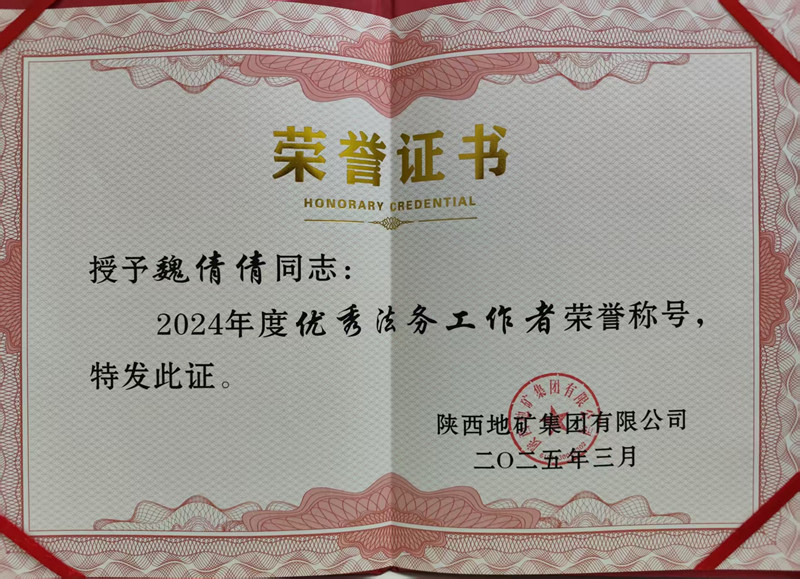 荣誉证书
HONORARY CREDENTIAL
授予魏倩倩同志：
2024年度优秀法务工作者荣誉称号，
特发此证。
陕西地矿集团有限公司
二〇二五年三月